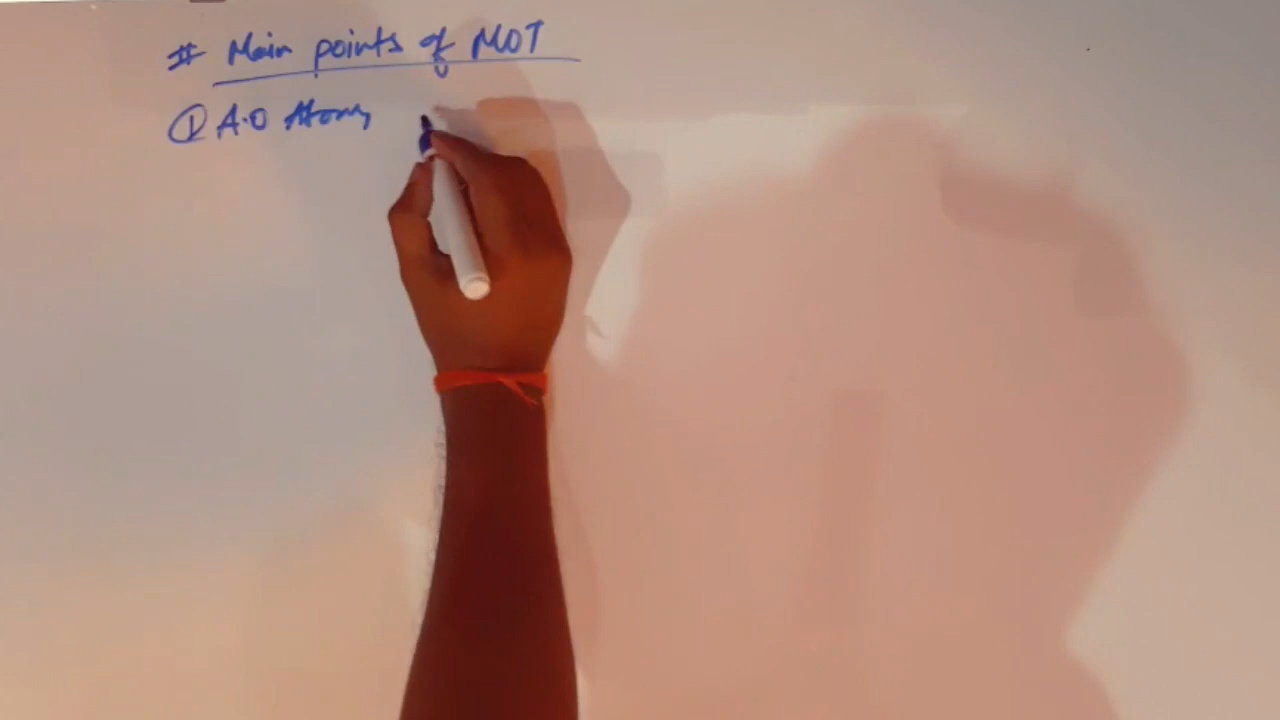 # Main points of MOT
① A.O Atoms